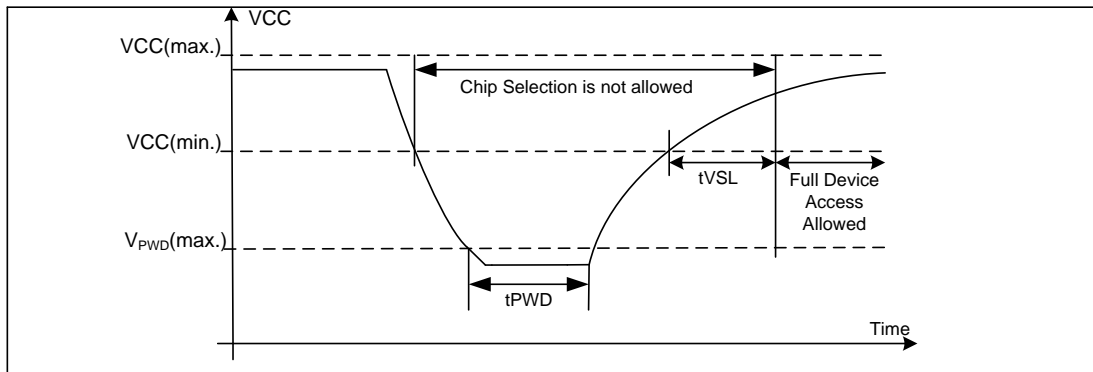 VCC
VCC(max.)
Chip Selection is not allowed
VCC(min.)
tVSL
Full Device
Access
Allowed
VPWD(max.)
tPWD
Time